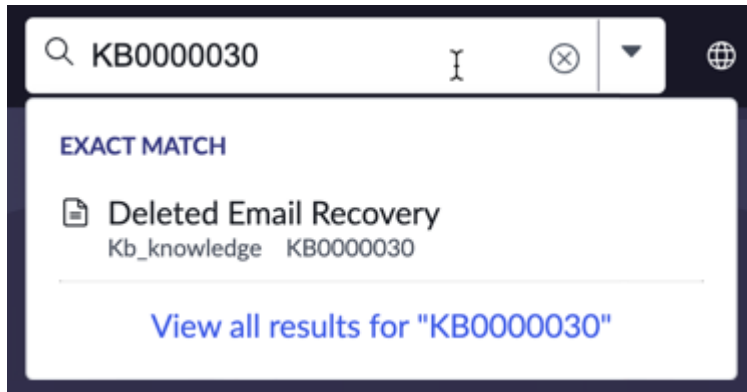 KB0000030
EXACT MATCH
Deleted Email Recovery
Kb_knowledge KB0000030
View all results for "KB0000030"